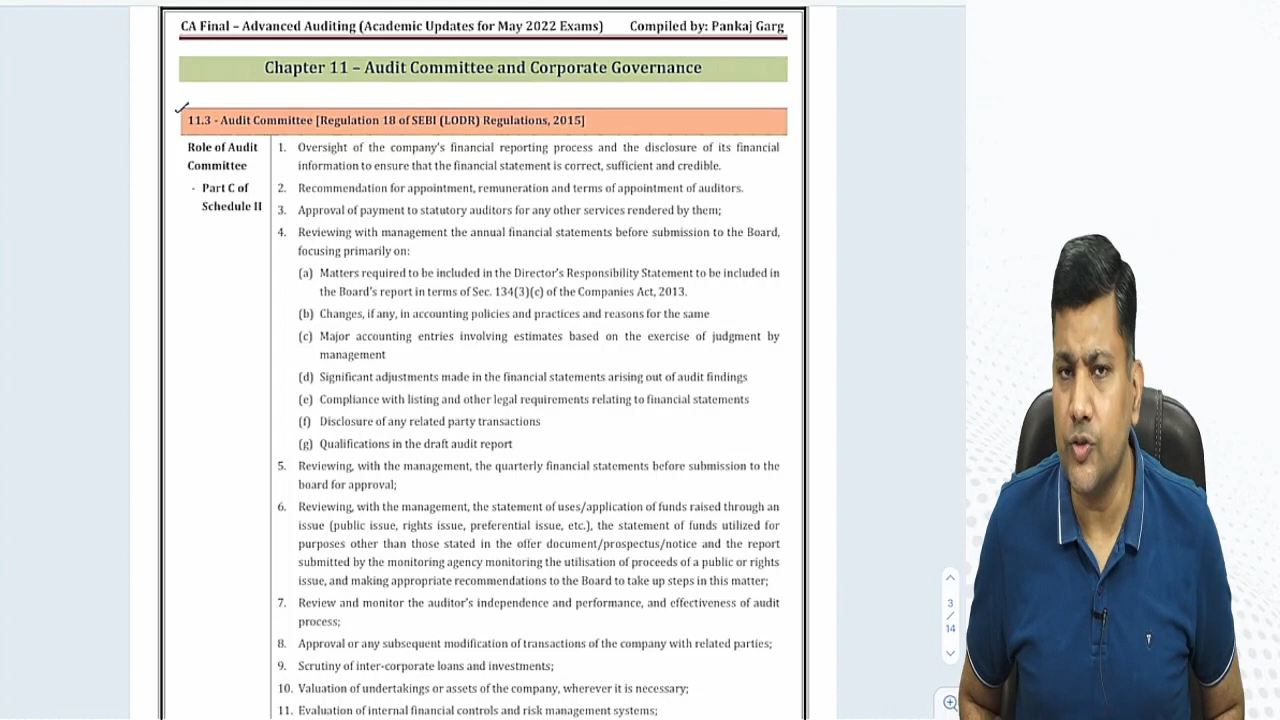 CA Final – Advanced Auditing (Academic Updates for May 2022 Exams) Compiled by: Pankaj Garg
Chapter 11 – Audit Committee and Corporate Governance
11.3 - Audit Committee [Regulation 18 of SEBI (LODR) Regulations, 2015]
Role of Audit
Committee
- Part C of
Schedule II
1. Oversight of the company's financial reporting process and the disclosure of its financial
information to ensure that the financial statement is correct, sufficient and credible.
2. Recommendation for appointment, remuneration and terms of appointment of auditors.
3. Approval of payment to statutory auditors for any other services rendered by them;
4. Reviewing with management the annual financial statements before submission to the Board,
focusing primarily on:
(a) Matters required to be included in the Director's Responsibility Statement to be included in
the Board's report in terms of Sec. 134(3)(c) of the Companies Act, 2013.
(b) Changes, if any, in accounting policies and practices and reasons for the same
(c) Major accounting entries involving estimates based on the exercise of judgment by
management
(d) Significant adjustments made in the financial statements arising out of audit findings
(e) Compliance with listing and other legal requirements relating to financial statements
(f) Disclosure of any related party transactions
(g) Qualifications in the draft audit report
5. Reviewing, with the management, the quarterly financial statements before submission to the
board for approval;
6. Reviewing, with the management, the statement of uses/application of funds raised through an
issue (public issue, rights issue, preferential issue, etc.), the statement of funds utilized for
purposes other than those stated in the offer document/prospectus/notice and the report
submitted by the monitoring agency monitoring the utilisation of proceeds of a public or rights
issue, and making appropriate recommendations to the Board to take up steps in this matter;
7. Review and monitor the auditor's independence and performance, and effectiveness of audit
process;
8. Approval or any subsequent modification of transactions of the company with related parties;
9. Scrutiny of inter-corporate loans and investments;
10. Valuation of undertakings or assets of the company, wherever it is necessary;
11. Evaluation of internal financial controls and risk management systems;
3
/
14